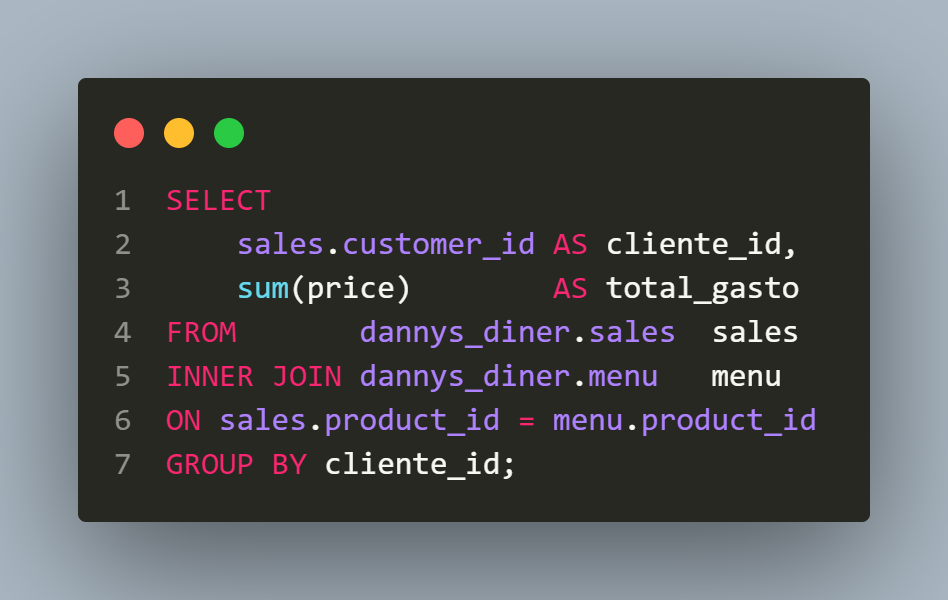 1 SELECT
2     sales.customer_id AS cliente_id,
3     sum(price)        AS total_gasto
4 FROM       dannys_diner.sales  sales
5 INNER JOIN dannys_diner.menu   menu
6 ON sales.product_id = menu.product_id
7 GROUP BY cliente_id;